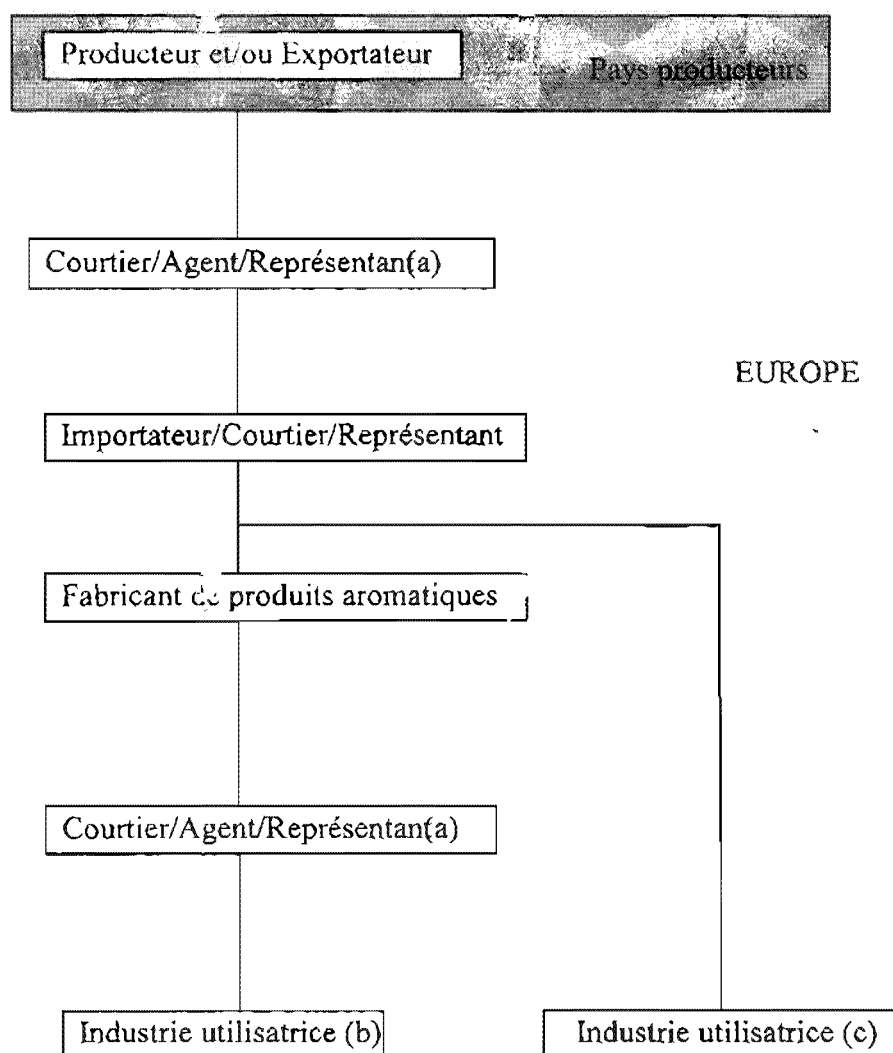 Producteur et/ou Exportateur
Pays producteurs
Courtier/Agent/Représentan(a)
EUROPE
Importateur/Courtier/Représentant
Fabricant de produits aromatiques
Courtier/Agent/Représentan(a)
Industrie utilisatrice (b)
Industrie utilisatrice (c)